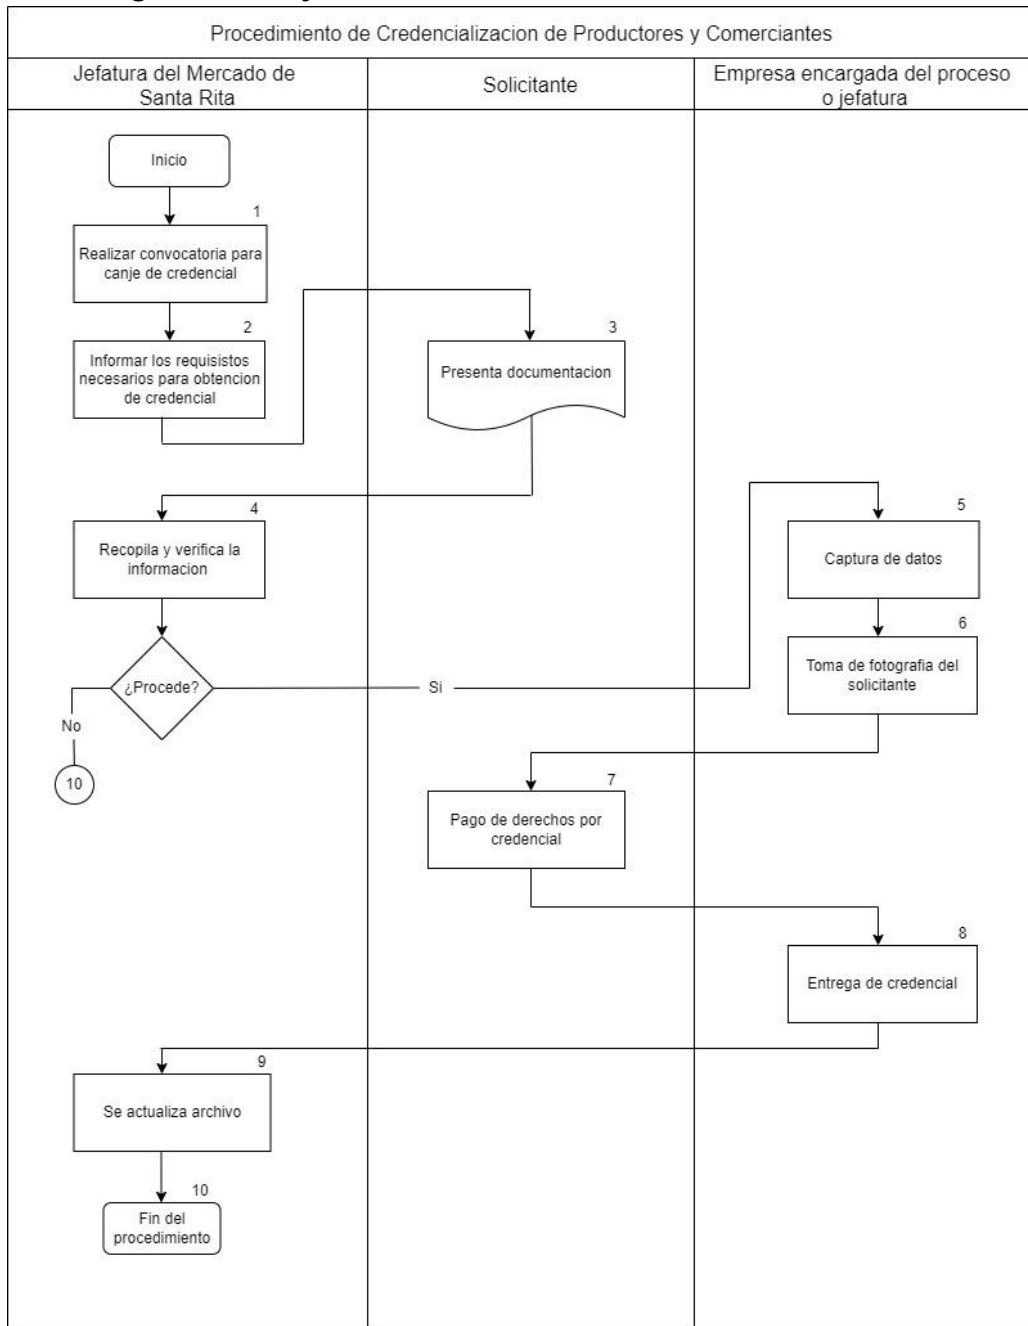 Procedimiento de Credencializacion de Productores y Comerciantes
Jefatura del Mercado de
Santa Rita
Solicitante
Empresa encargada del proceso
o jefatura
Inicio
1
Realizar convocatoria para
canje de credencial
2
Informar los requisistos
necesarios para obtencion
de credencial
3
Presenta documentacion
4
Recopila y verifica la
informacion
¿Procede?
No
10
Si
5
Captura de datos
6
Toma de fotografia del
solicitante
7
Pago de derechos por
credencial
8
Entrega de credencial
9
Se actualiza archivo
10
Fin del
procedimiento